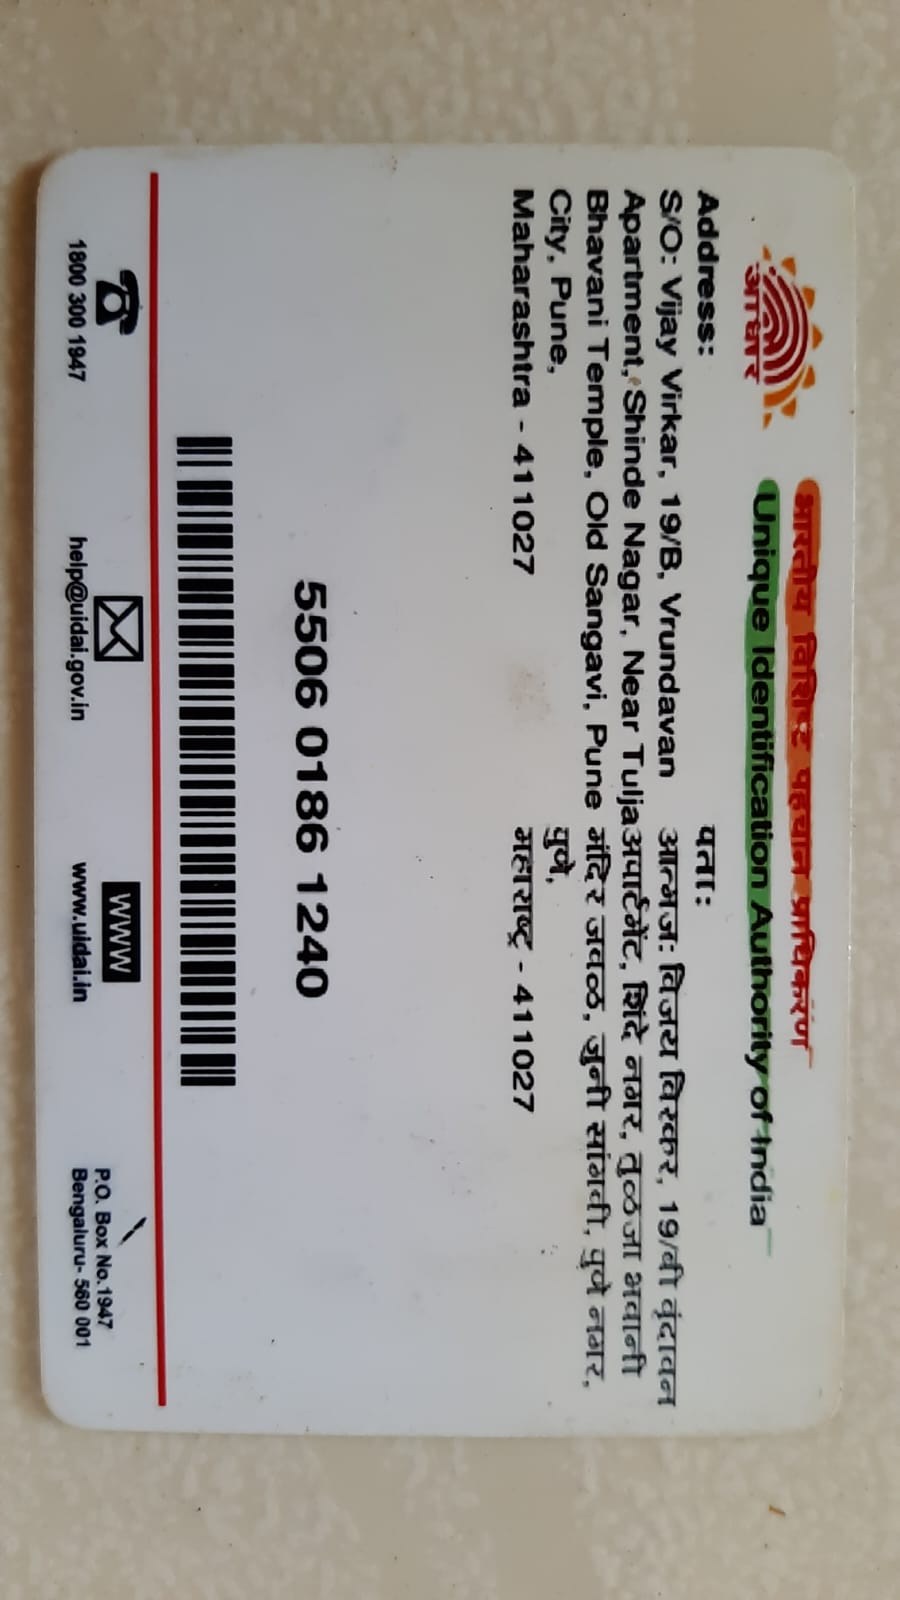 भारतीय विशिष्ट पहचान प्राधिकरण
Unique Identification Authority of India
आधार
Address:
S/O: Vijay Virkar, 19/B, Vrundavan
Apartment, Shinde Nagar, Near Tulja
Bhavani Temple, Old Sangavi, Pune
City, Pune,
Maharashtra - 411027
पता:
आत्मज: विजय विरकर, 19/बी वृंदावन
अपार्टमेंट, शिंदे नगर, तुळजा भवानी
मंदिर जवळ, जुनी सांगवी, पुणे नगर,
पुणे,
महाराष्ट्र - 411027
5506 0186 1240
1800 300 1947
help@uidai.gov.in
WWW
www.uidai.in
P.O. Box No.1947
Bengaluru- 560 001